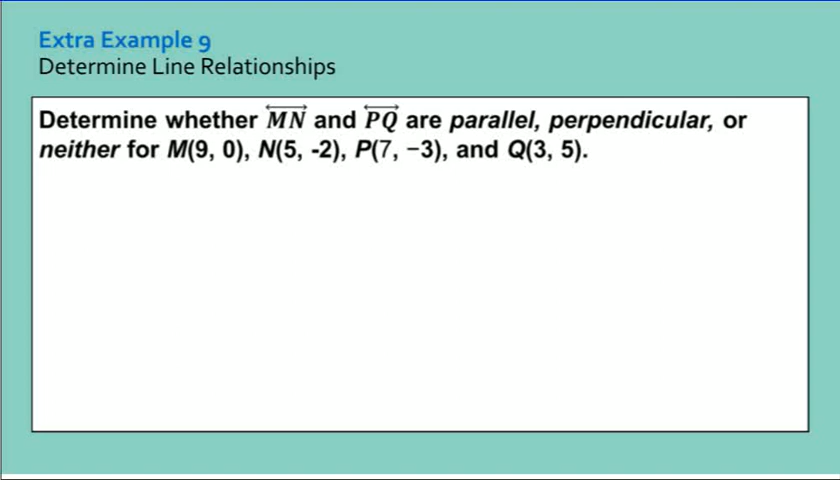 Extra Example 9
Determine Line Relationships
Determine whether MN and PQ are parallel, perpendicular, or
neither for M(9, 0), N(5, -2), P(7, −3), and Q(3, 5).